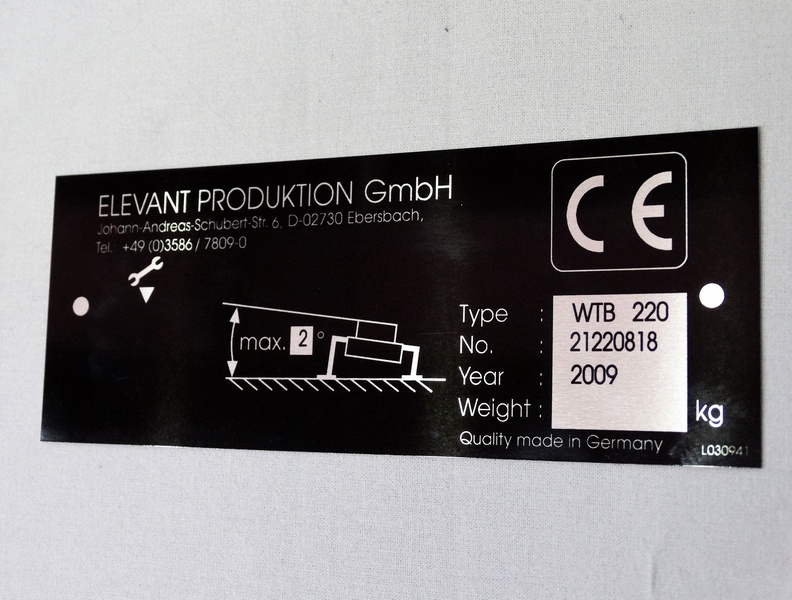 ELEVANT PRODUKTION GmbH
Johann-Andreas-Schubert-Str. 6, D-02730 Ebersbach,
Tel. +49 (0)3586 / 7809-0
CE
max. 2 °
Type : WTB 220
No. : 21220818
Year : 2009
Weight : kg
Quality made in Germany
L030941